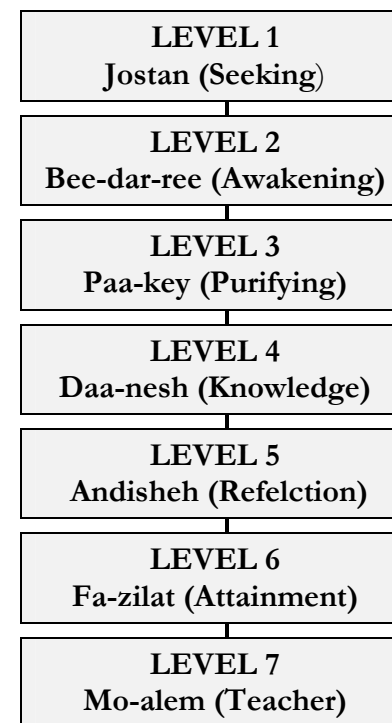 LEVEL 1
Jostan (Seeking)
LEVEL 2
Bee-dar-ree (Awakening)
LEVEL 3
Paa-key (Purifying)
LEVEL 4
Daa-nesh (Knowledge)
LEVEL 5
Andisheh (Refelction)
LEVEL 6
Fa-zilat (Attainment)
LEVEL 7
Mo-alem (Teacher)